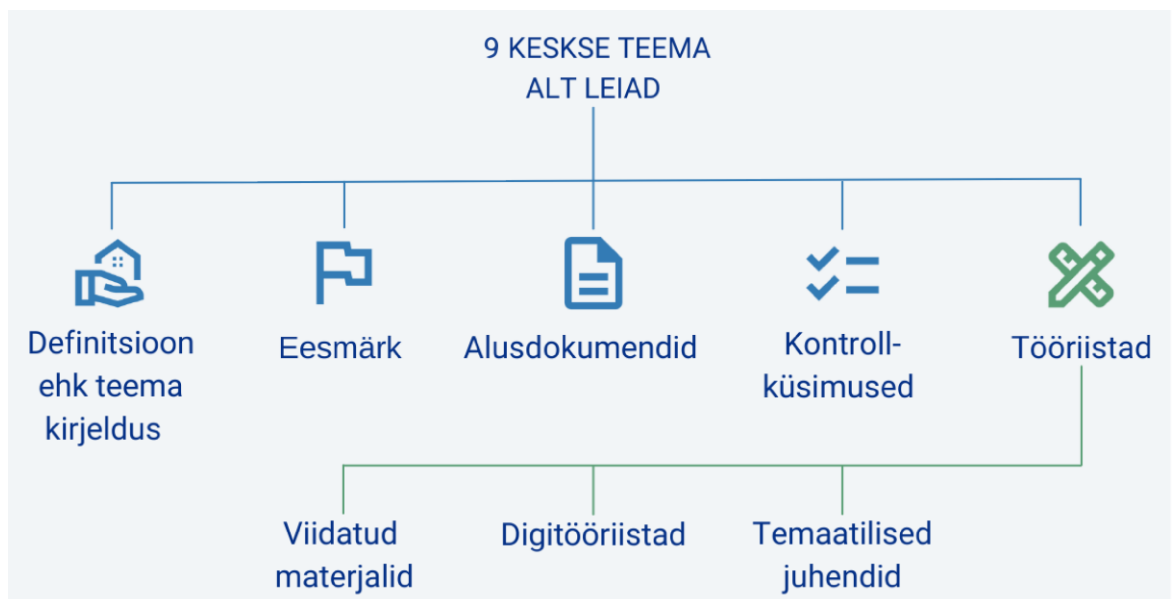 9 KESKSE TEEMA
ALT LEIAD
Definitsioon
ehk teema
kirjeldus
Eesmärk
Alusdokumendid
Kontroll-
küsimused
Tööriistad
Viidatud
materjalid
Digitööriistad
Temaatilised
juhendid